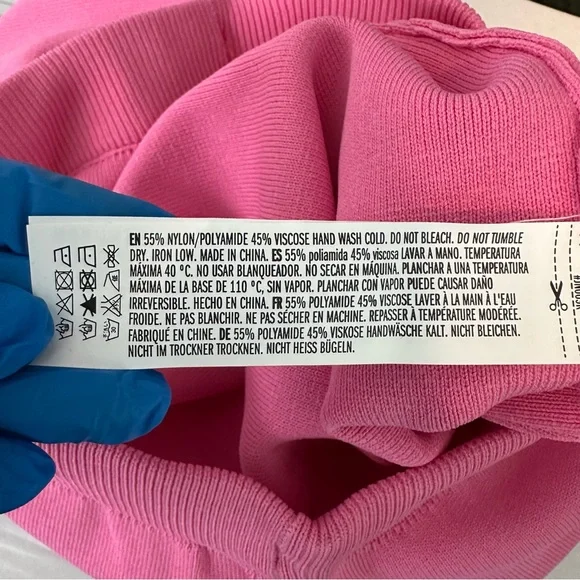 EN 55% NYLON/POLYAMIDE 45% VISCOSE HAND WASH COLD. DO NOT BLEACH. DO NOT TUMBLE
DRY. IRON LOW. MADE IN CHINA. ES 55% poliamida 45% viscosa LAVAR A MANO. TEMPERATURA
MÁXIMA 40 ºC. NO USAR BLANQUEADOR. NO SECAR EN MÁQUINA. PLANCHAR A UNA TEMPERATURA
MÁXIMA DE LA BASE DE 110 ºC, SIN VAPOR. PLANCHAR CON VAPOR PUEDE CAUSAR DAÑO
IRREVERSIBLE. HECHO EN CHINA. FR 55% POLYAMIDE 45% VISCOSE LAVER À LA MAIN À L'EAU
FROIDE. NE PAS BLANCHIR. NE PAS SÉCHER EN MACHINE. REPASSER À TEMPÉRATURE MODÉRÉE.
FABRIQUÉ EN CHINE. DE 55% POLYAMIDE 45% VISKOSE HANDWÄSCHE KALT. NICHT BLEICHEN.
NICHT IM TROCKNER TROCKNEN. NICHT HEISS BÜGELN.